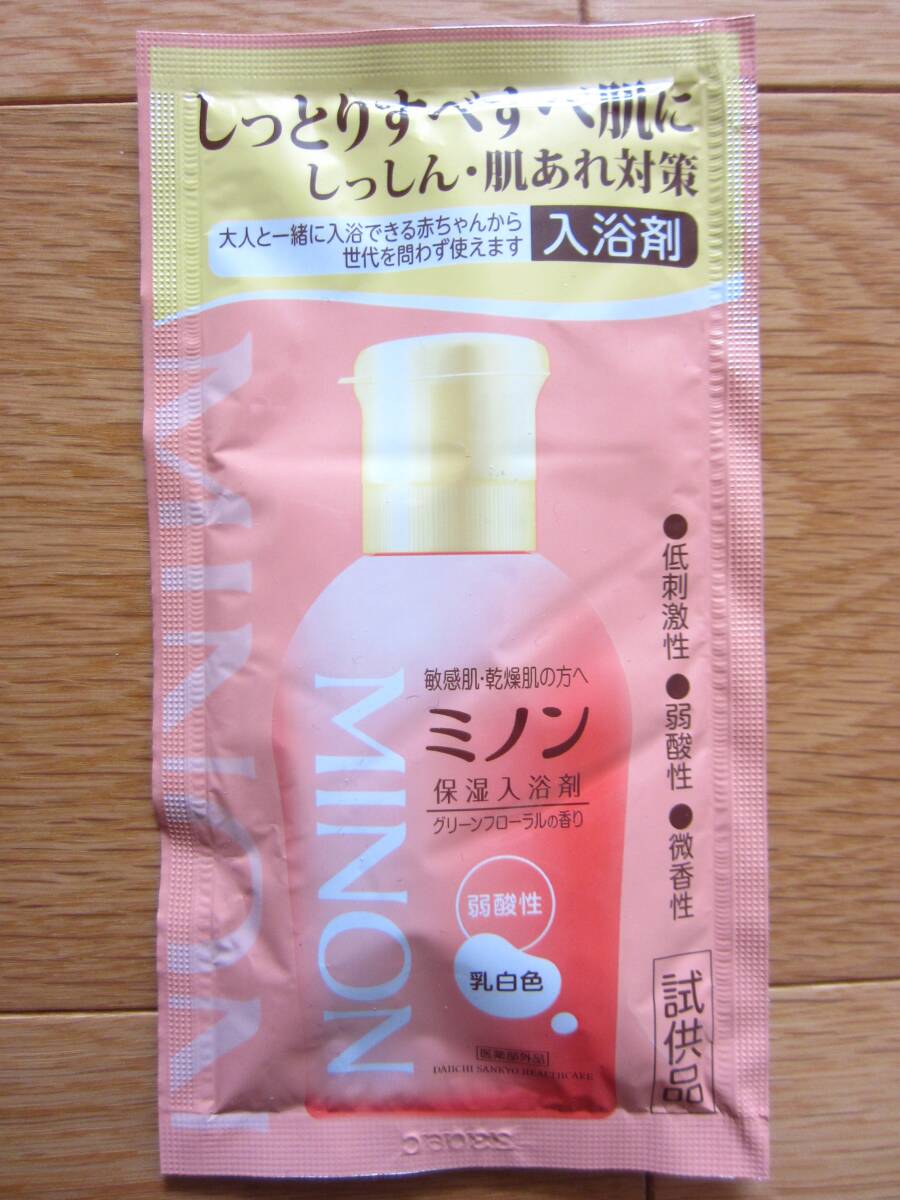 しっとりすべすべ肌に
しっしん・肌あれ対策
大人と一緒に入浴できる赤ちゃんから
世代を問わず使えます
入浴剤
MINON
●低刺激性 ●弱酸性 ●微香性
敏感肌・乾燥肌の方へ
ミノン
保湿入浴剤
グリーンフローラルの香り
MINON
弱酸性
乳白色
医薬部外品
DAIICHI SANKYO HEALTHCARE
試供品